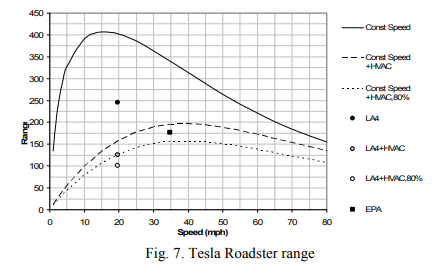 450
400
350
300
250
200
150
100
50
0
Rangi
0 10 20 30 40 50 60 70 80
Speed (mph)
Const Speed
Const Speed
+HVAC
Const Speed
+HVAC,80%
LA4
LA4+HVAC
LA4+HVAC,80%
EPA
Fig. 7. Tesla Roadster range